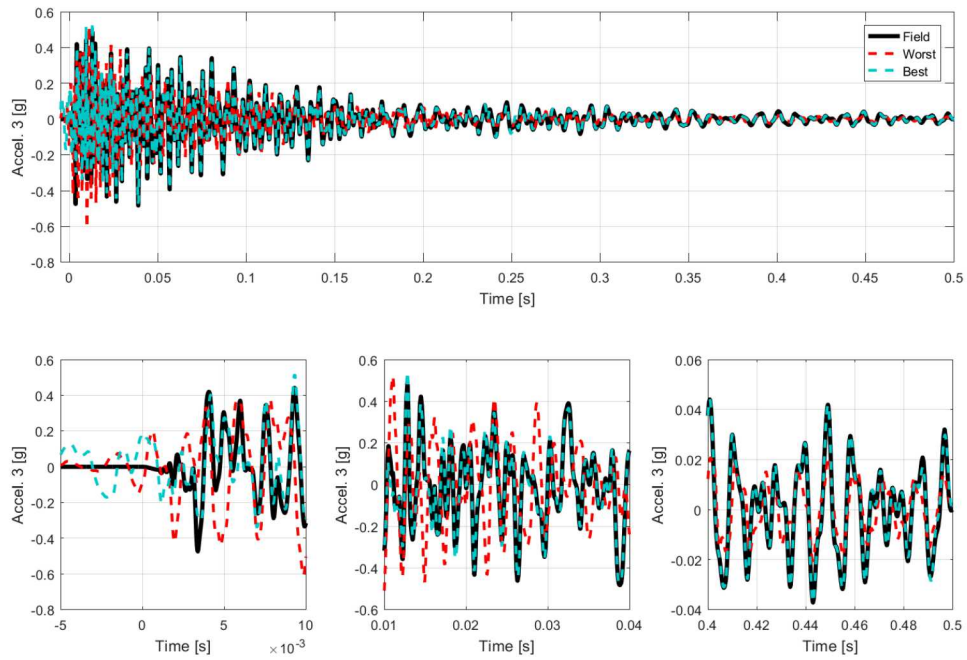 0.6
0.4
0.2
0
-0.2
-0.4
-0.6
-0.8
Accel. 3 [g]
Field
Worst
Best
0 0.05 0.1 0.15 0.2 0.25 0.3 0.35 0.4 0.45 0.5
Time [s]
0.6
0.4
0.2
0
-0.2
-0.4
-0.6
-0.8
Accel. 3 [g]
-5 0 5 10
Time [s] × 10⁻³
0.6
0.4
0.2
0
-0.2
-0.4
-0.6
Accel. 3 [g]
0.01 0.02 0.03 0.04
Time [s]
0.06
0.04
0.02
0
-0.02
-0.04
Accel. 3 [g]
0.4 0.42 0.44 0.46 0.48 0.5
Time [s]